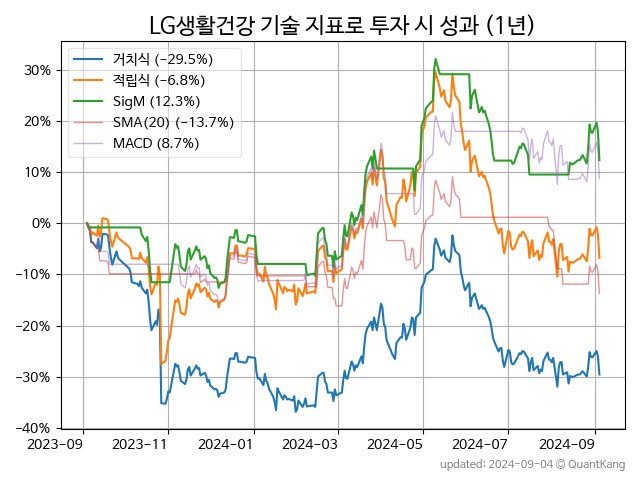 LG생활건강 기술 지표로 투자 시 성과 (1년)
거치식 (−29.5%)
적립식 (−6.8%)
SigM (12.3%)
SMA(20) (−13.7%)
MACD (8.7%)
30%
20%
10%
0%
−10%
−20%
−30%
−40%
2023-09 2023-11 2024-01 2024-03 2024-05 2024-07 2024-09
updated: 2024-09-04 © QuantKang